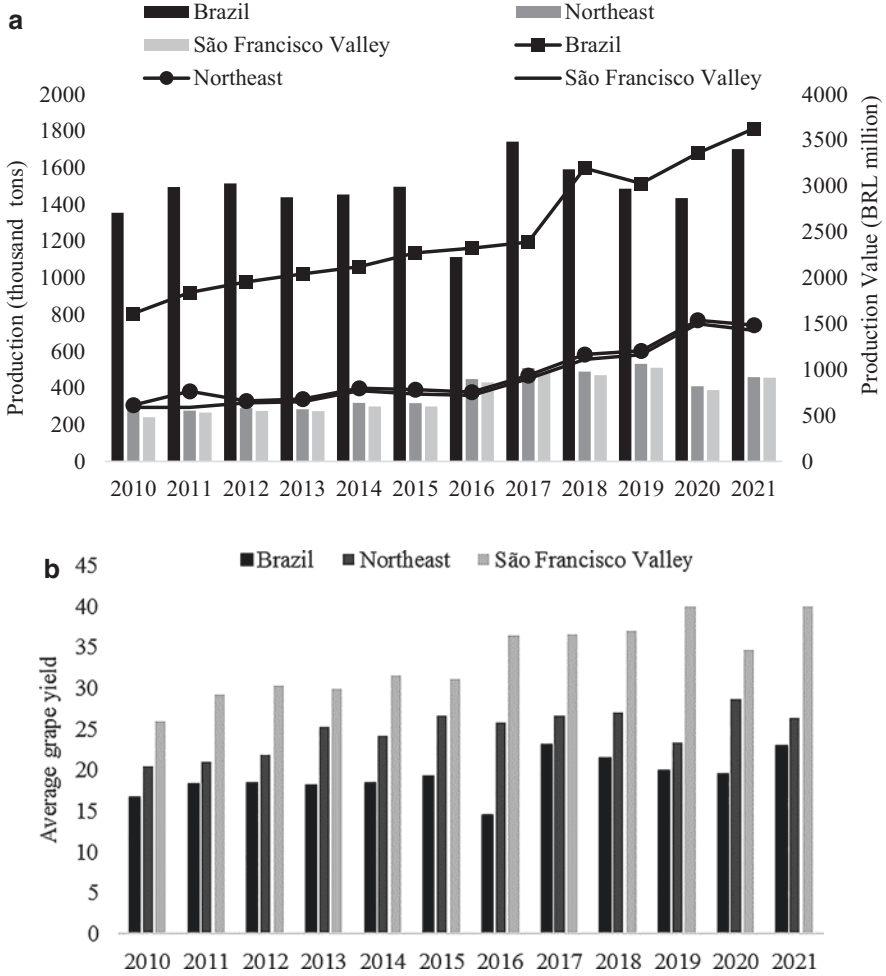 a
Brazil Northeast
São Francisco Valley Brazil
Northeast São Francisco Valley
Production (thousand tons)
2000
1800
1600
1400
1200
1000
800
600
400
200
0
4000
3500
3000
2500
2000
1500
1000
500
0
Production Value (BRL million)
2010 2011 2012 2013 2014 2015 2016 2017 2018 2019 2020 2021
b
Brazil Northeast São Francisco Valley
Average grape yield
45
40
35
30
25
20
15
10
5
0
2010 2011 2012 2013 2014 2015 2016 2017 2018 2019 2020 2021